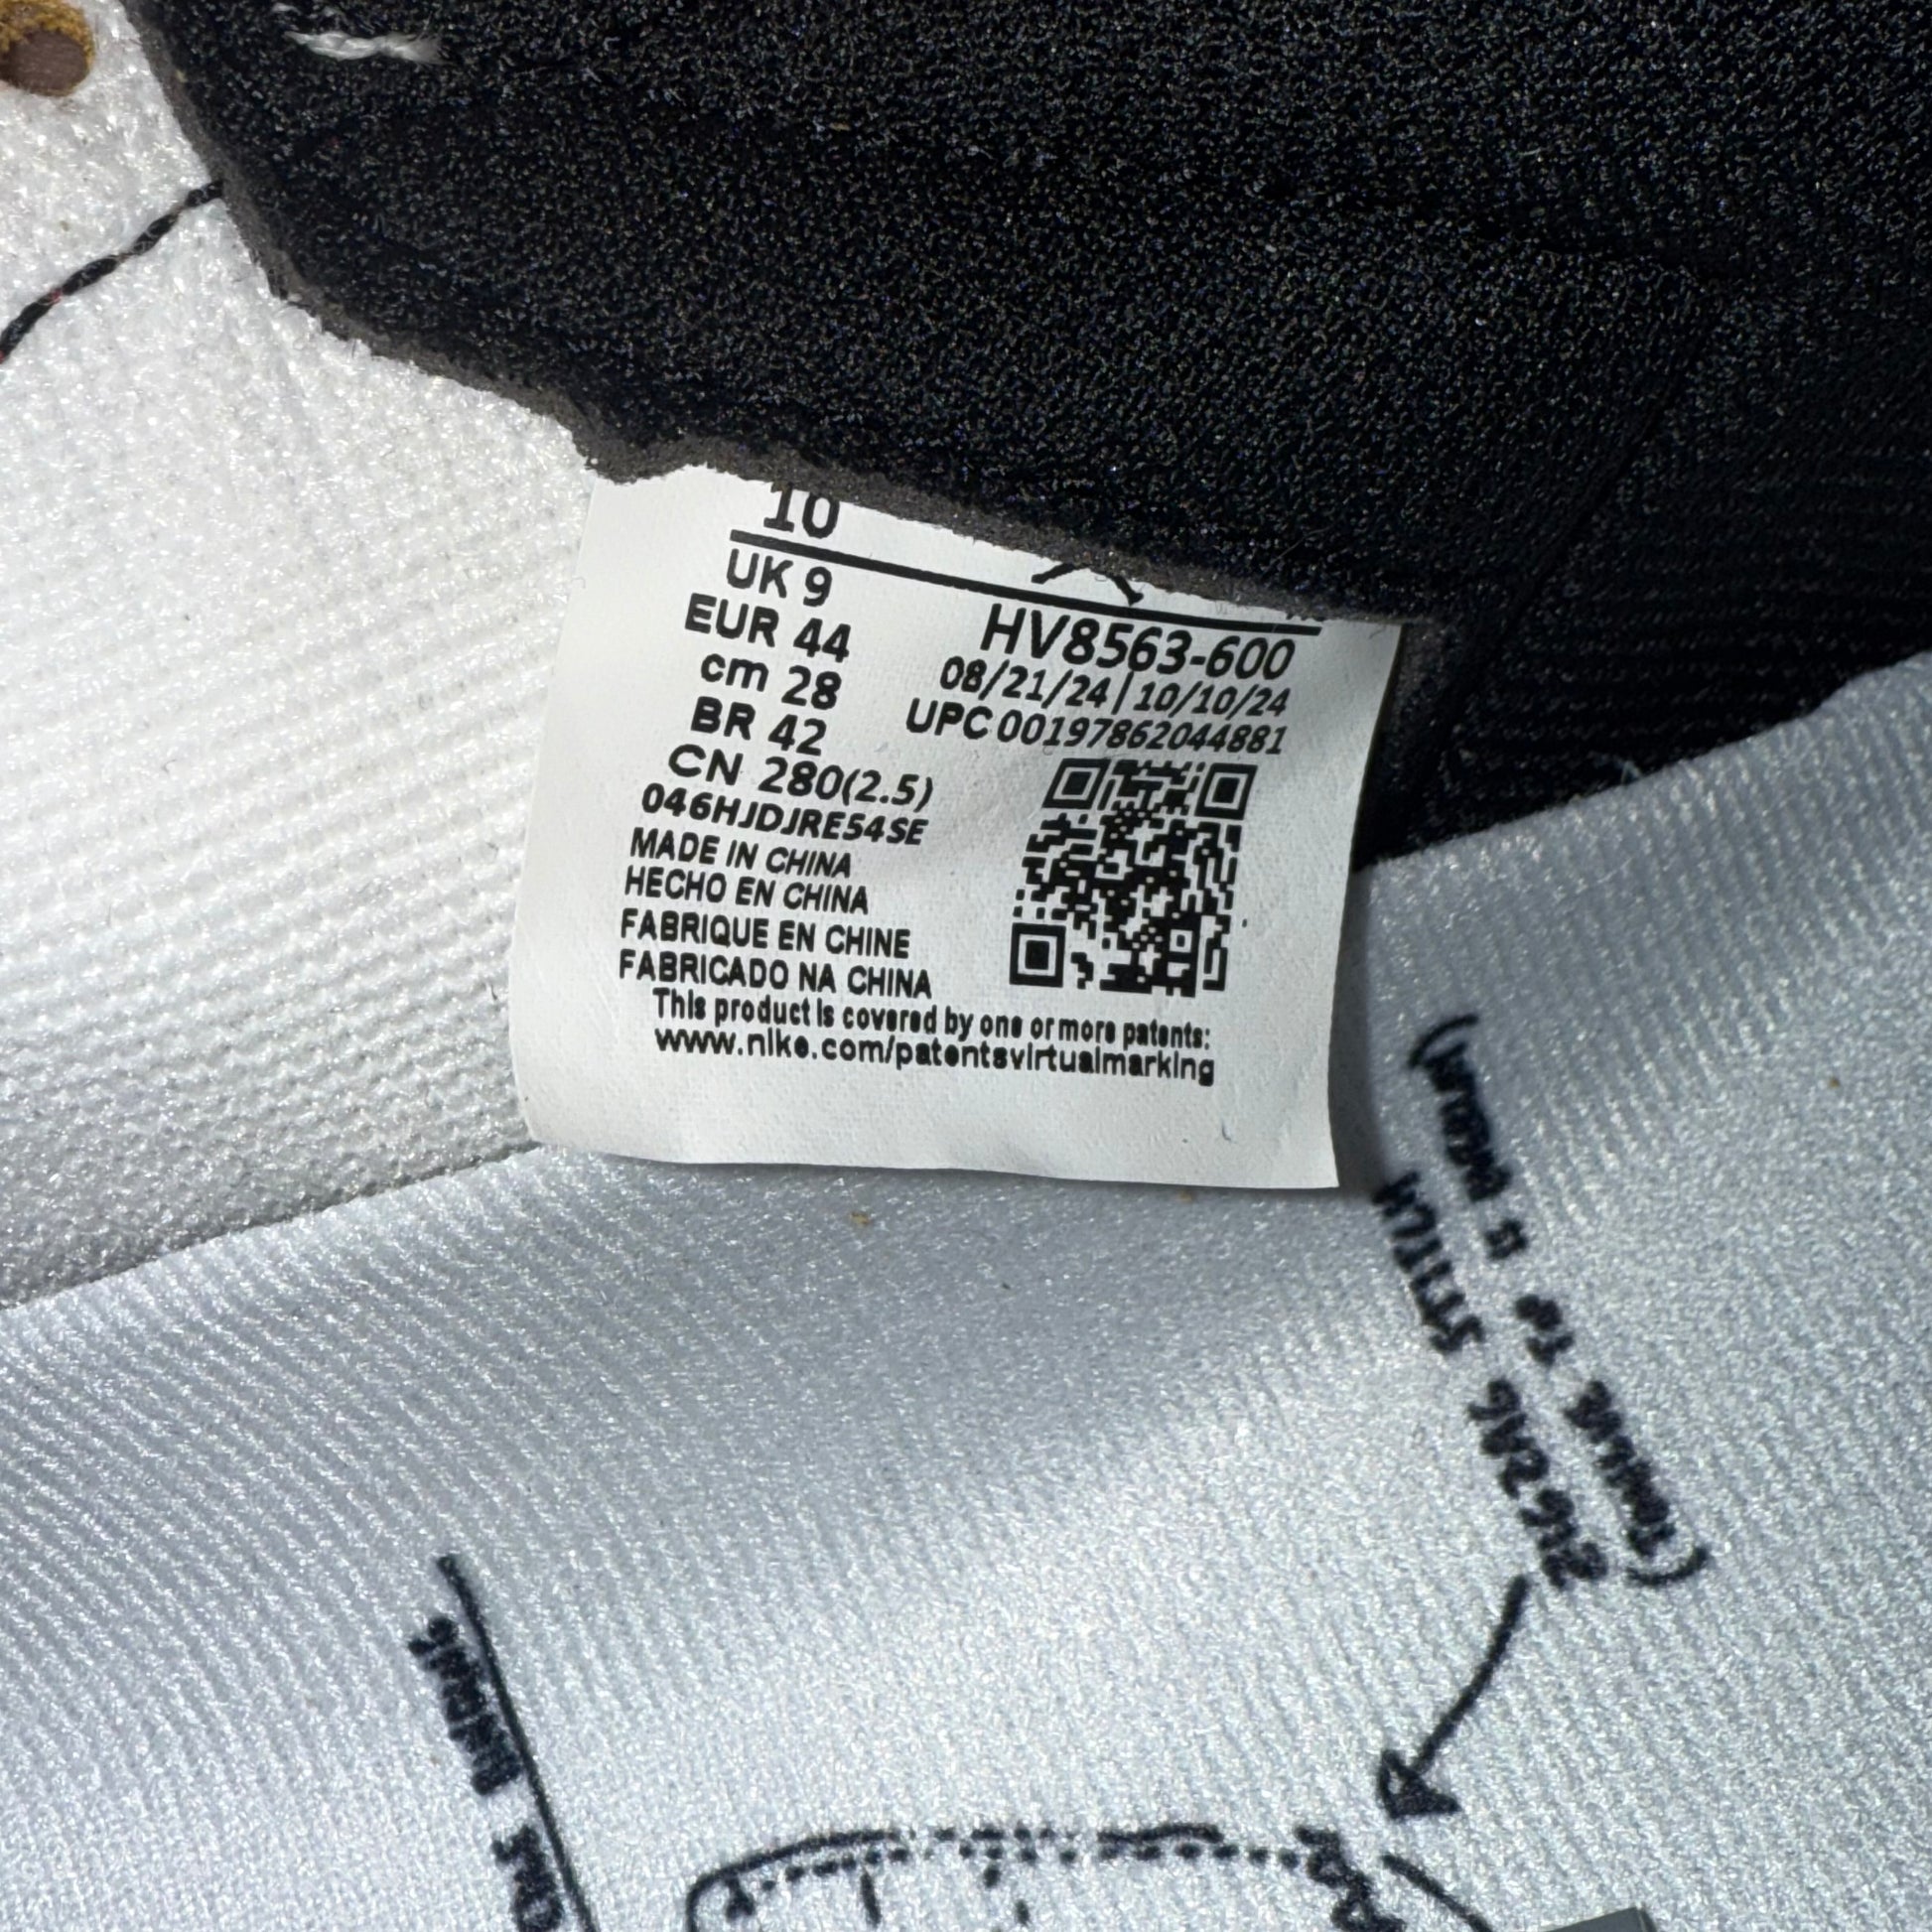 10
UK 9
EUR 44
cm 28
BR 42
CN 280(2.5)
046HJDJRE54SE
MADE IN CHINA
HECHO EN CHINA
FABRIQUE EN CHINE
FABRICADO NA CHINA
HV8563-600
08/21/24 | 10/10/24
UPC 00197862044881
This product is covered by one or more patents:
www.nike.com/patentsvirtualmarking
ZIGZAG STITCH